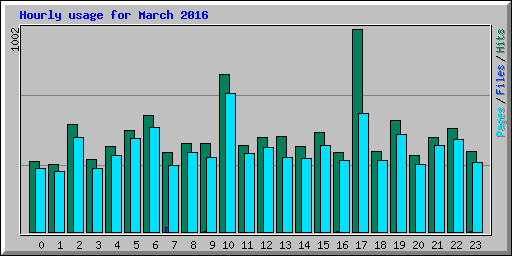 Hourly usage for March 2016
1002
Pages/Files/Hits
0 1 2 3 4 5 6 7 8 9 10 11 12 13 14 15 16 17 18 19 20 21 22 23